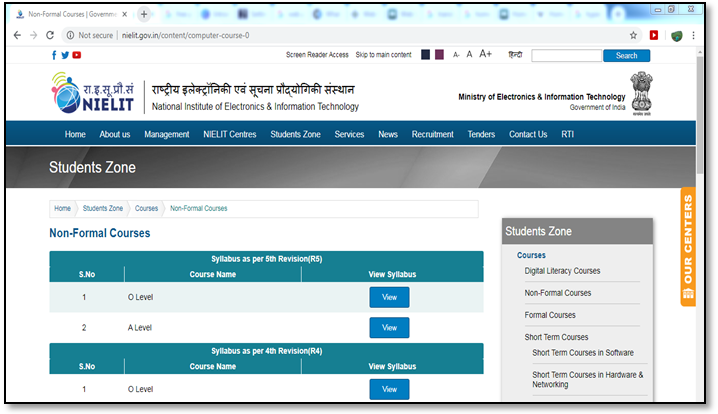 Non-Formal Courses | Governme
Not secure | nielit.gov.in/content/computer-course-0
Screen Reader Access Skip to main content A- A A+ हिन्दी Search
रा.इ.सू.प्रौ.सं
NIELIT
राष्ट्रीय इलेक्ट्रॉनिकी एवं सूचना प्रौद्योगिकी संस्थान
National Institute of Electronics & Information Technology
Ministry of Electronics & Information Technology
Government of India
Home About us Management NIELIT Centres Students Zone Services News Recruitment Tenders Contact Us RTI
Students Zone
Home Students Zone Courses Non-Formal Courses
Non-Formal Courses
Syllabus as per 5th Revision(R5)
S.No Course Name View Syllabus
1 O Level View
2 A Level View
Syllabus as per 4th Revision(R4)
S.No Course Name View Syllabus
1 O Level View
Students Zone
Courses
Digital Literacy Courses
Non-Formal Courses
Formal Courses
Short Term Courses
Short Term Courses in Software
Short Term Courses in Hardware &
Networking
OUR CENTERS